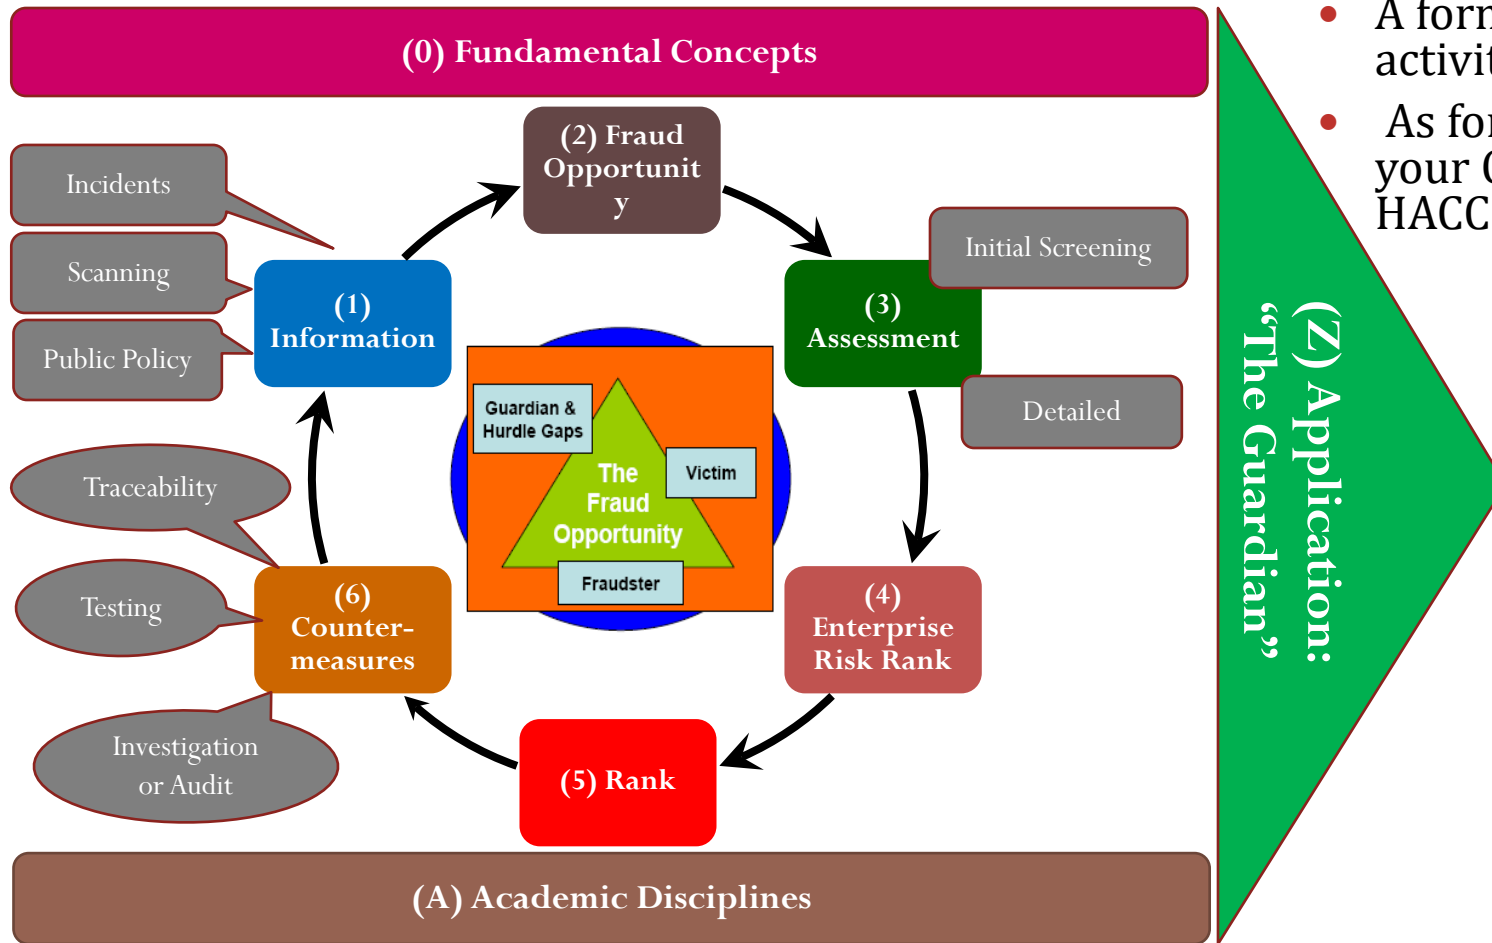 (0) Fundamental Concepts
• A forn
activit
• As for
your
HACC
(2) Fraud
Opportunit
y
Incidents
Scanning
Public Policy
(1)
Information
Initial Screening
(3)
Assessment
Detailed
Guardian &
Hurdle Gaps
Victim
The
Fraud
Opportunity
Fraudster
Traceability
Testing
Investigation
or Audit
(6)
Counter-
measures
(4)
Enterprise
Risk Rank
(5) Rank
(Z) Application:
“The Guardian”
(A) Academic Disciplines